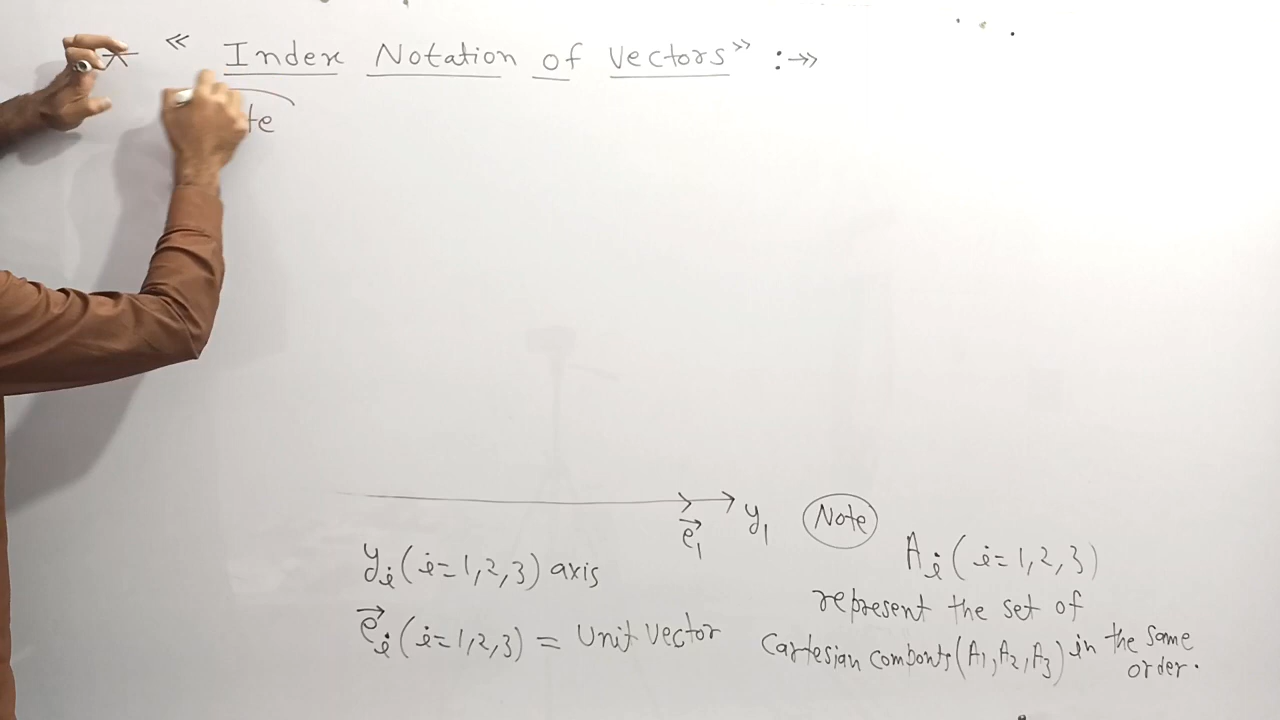 * « Index Notation of Vectors » :→»
te
e⃗₁ y₁
yᵢ (i=1,2,3) axis
e⃗ᵢ (i=1,2,3) = Unit Vector
Note
Aᵢ (i=1,2,3)
represent the set of
Cartesian Combonts (A₁,A₂,A₃) in the same
order.